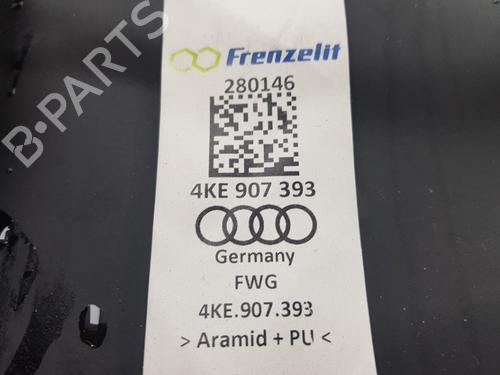 Frenzelit
280146
4KE 907 393
Germany
FWG
4KE.907.393
> Aramid + PU <
B-PARTS